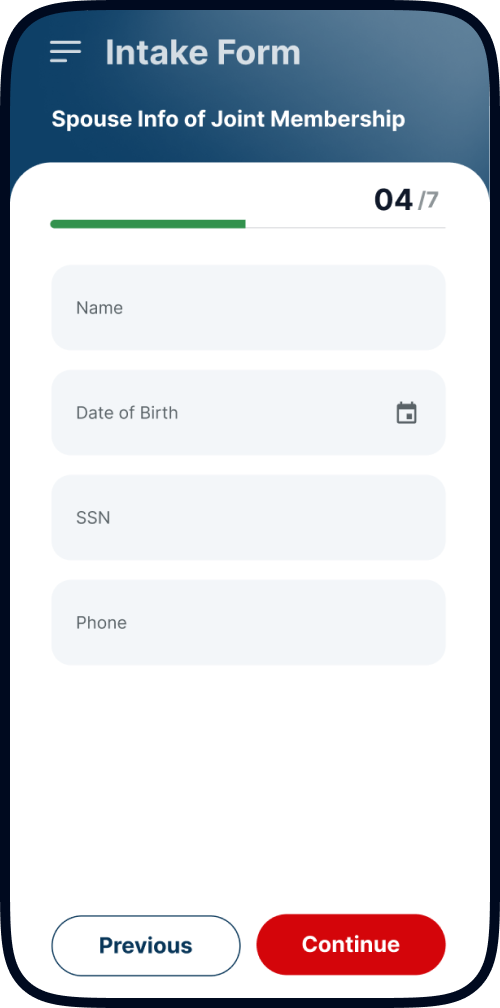 Intake Form
Spouse Info of Joint Membership
04 /7
Name
Date of Birth
SSN
Phone
Previous
Continue